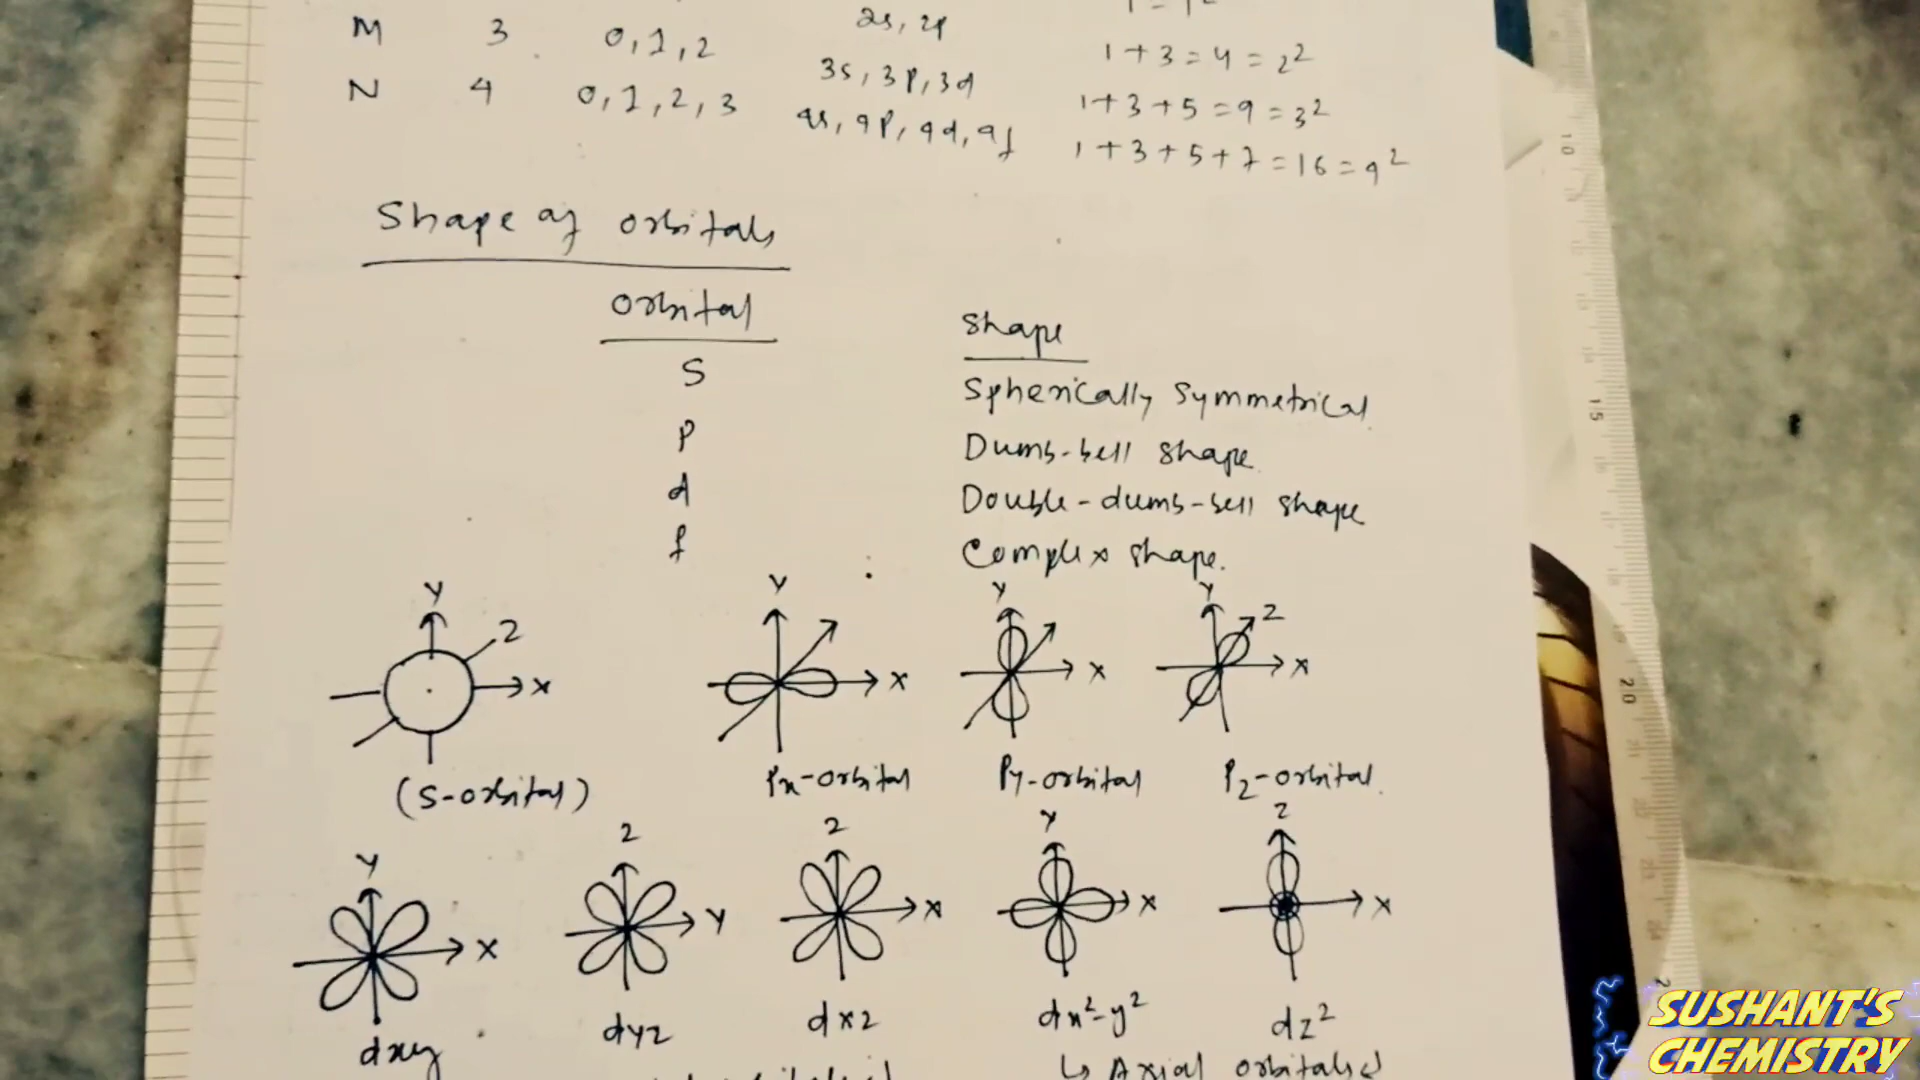 2s, 2p
M 3 0, 1, 2 3s, 3p, 3d 1 + 3 = 4 = 2²
N 4 0, 1, 2, 3 4s, 4p, 4d, 4f 1 + 3 + 5 = 9 = 3²
1 + 3 + 5 + 7 = 16 = 4²
Shape of orbitals
Orbital Shape
S Spherically symmetrical
P Dumb-bell shape
d Double-dumb-bell shape
f Complex shape.
Y Y Y Y
Z Z
X X X X
(S-orbital) Px-orbital Py-orbital Pz-orbital.
Y Z Z Y Z
X Y X X X
dxy dyz dxz dx²-y² dz²
↳ Axial orbitals
10
15
20
SUSHANT'S
CHEMISTRY